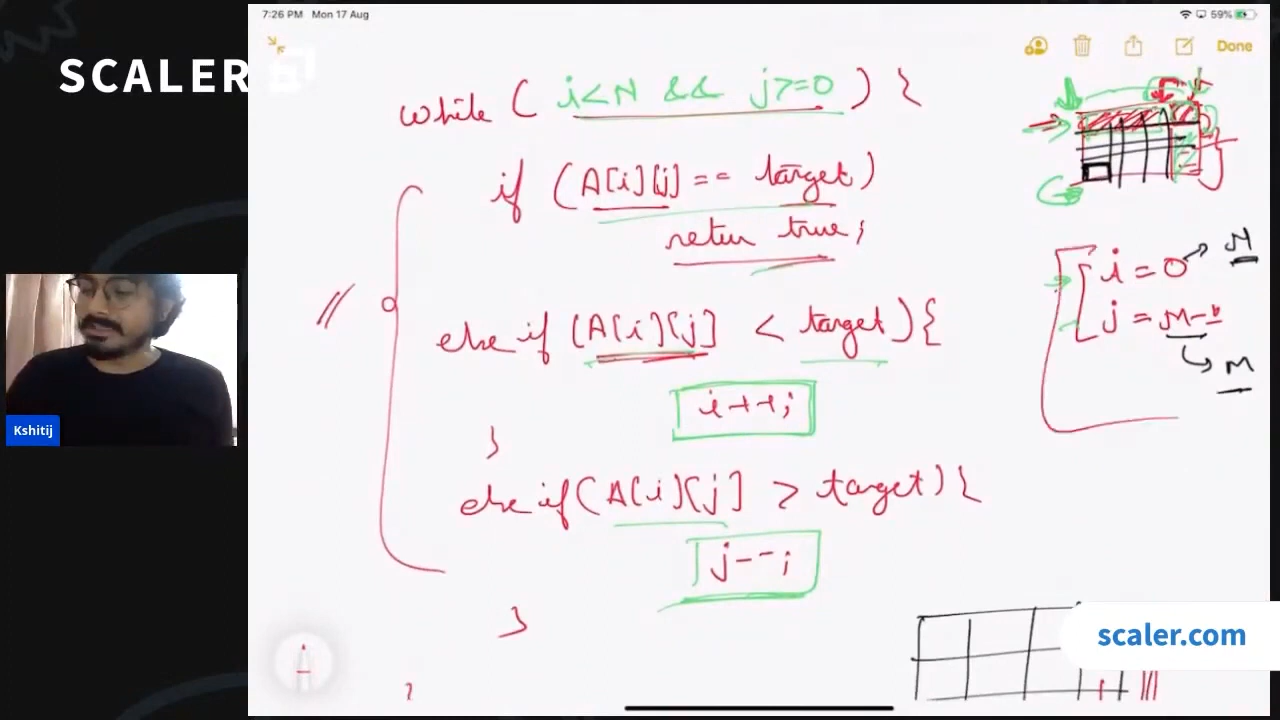 7:26 PM Mon 17 Aug
59%
SCALER
Done
while ( i<N && j>=0 ) {
if (A[i][j] == target)
retur true;
i = 0 → N
j = M-1
→ M
else if (A[i][j] < target) {
i++;
}
else if (A[i][j] > target) {
j--;
}
Kshitij
scaler.com